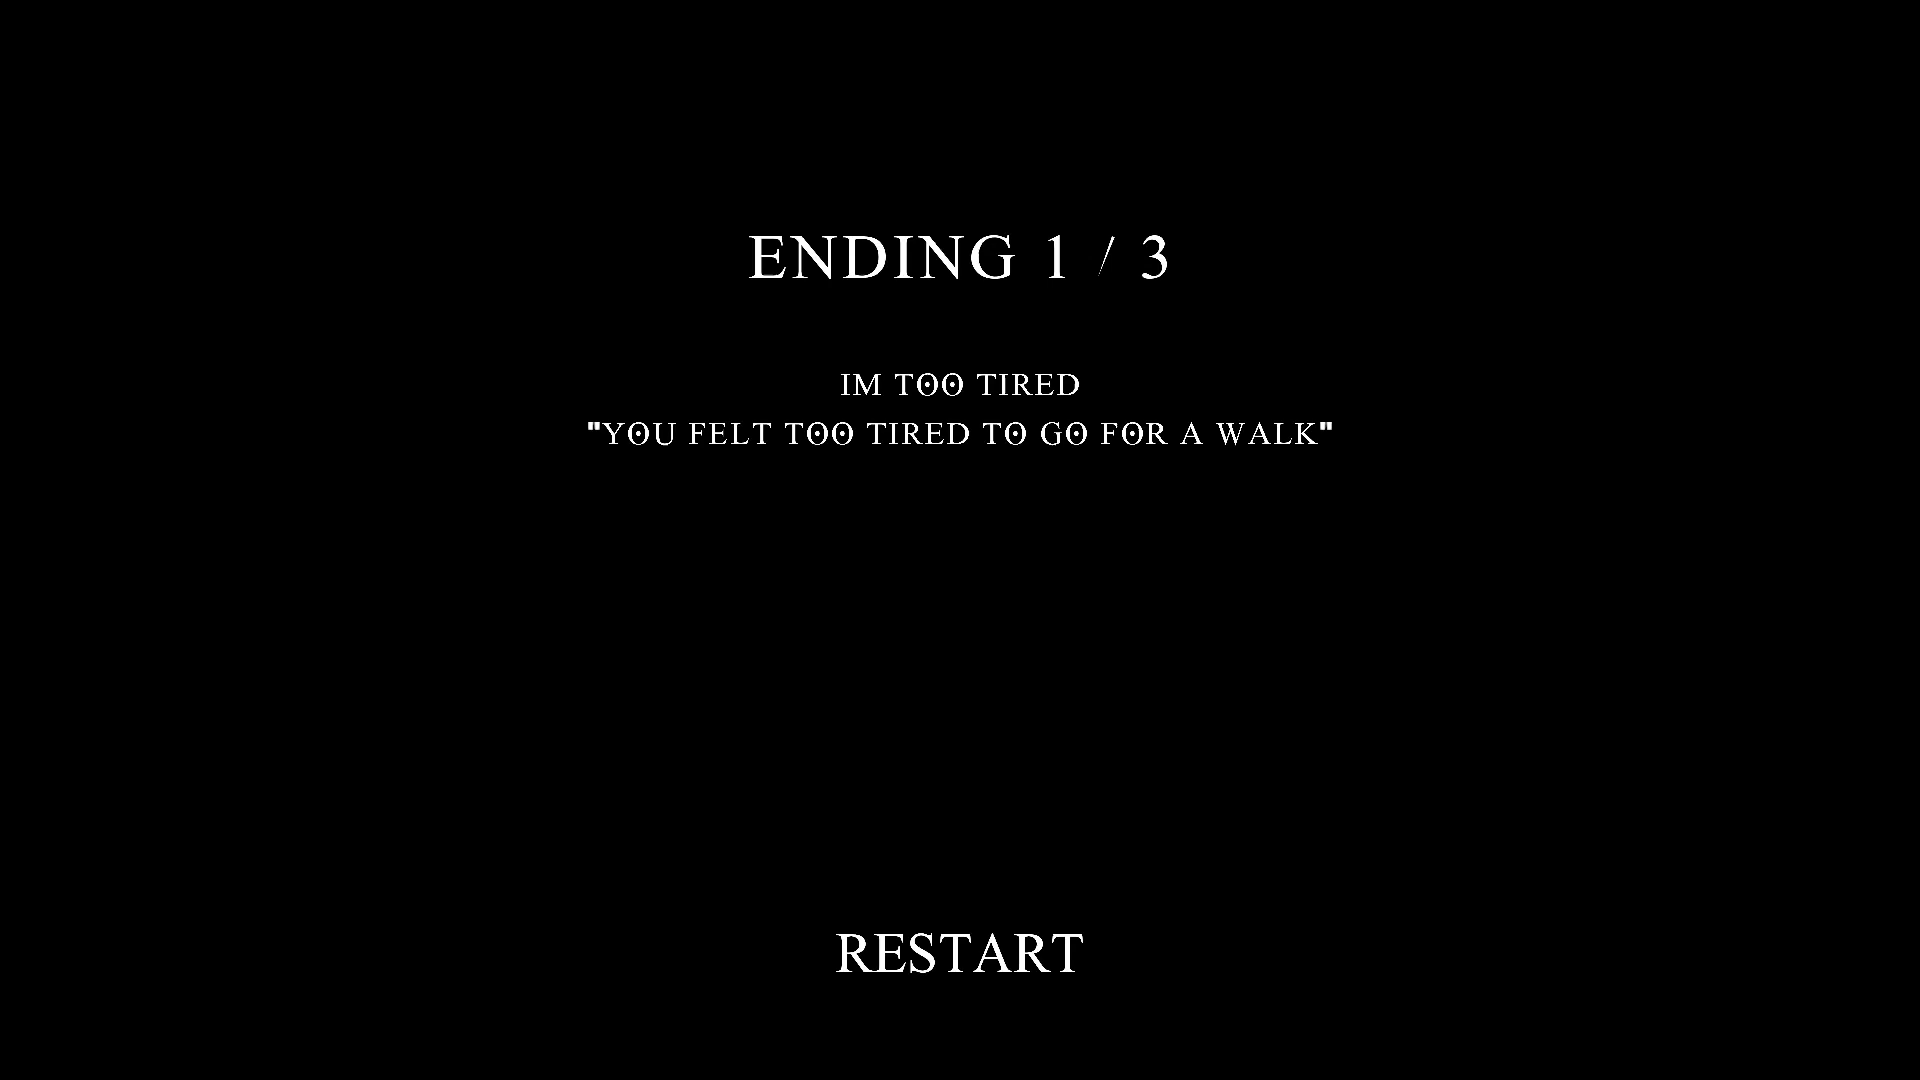 ENDING 1 / 3
IM TOO TIRED
"YOU FELT TOO TIRED TO GO FOR A WALK"
RESTART